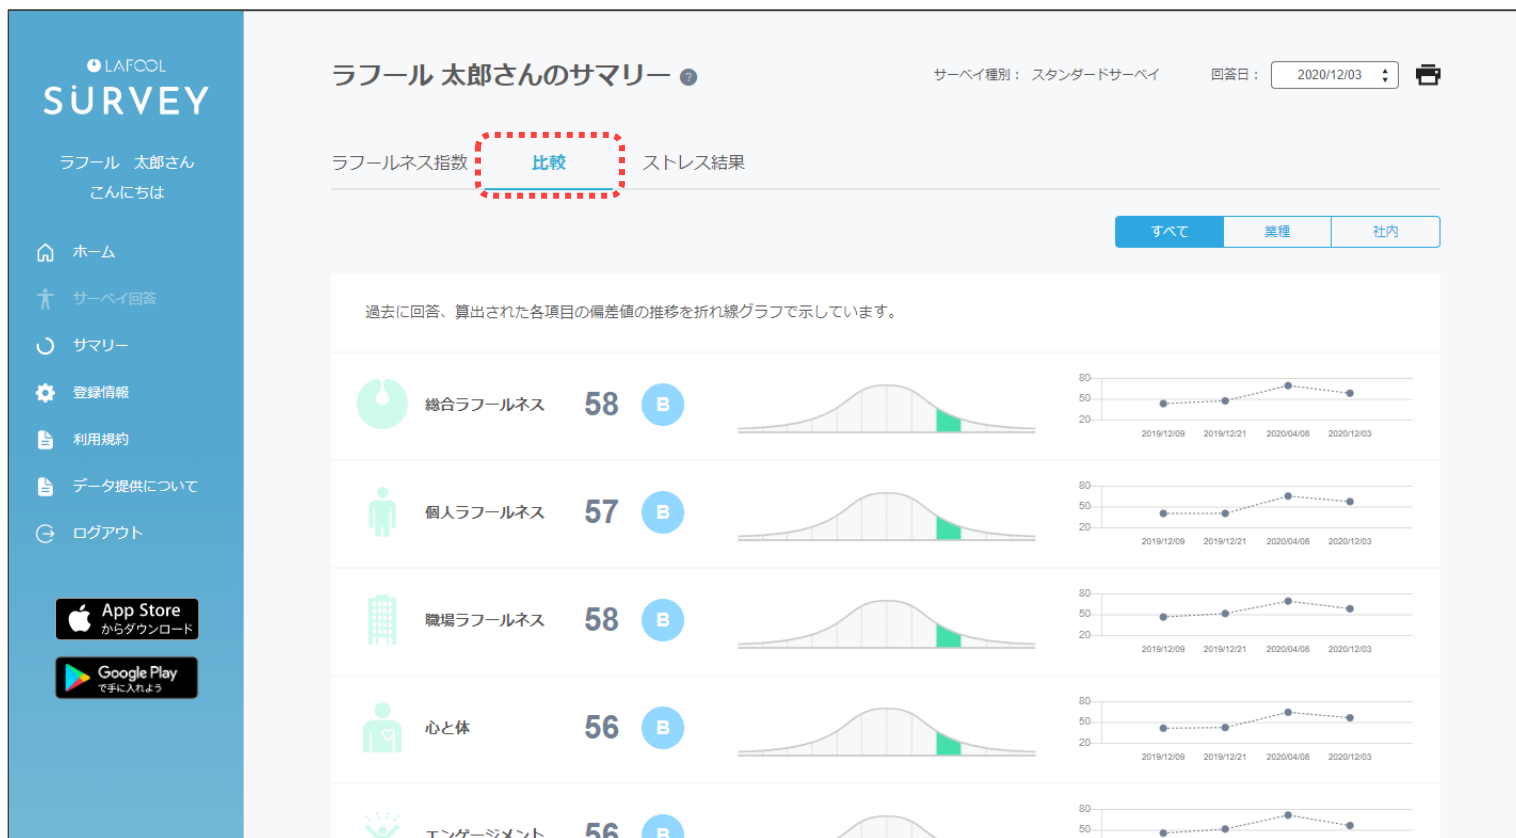 LAFOOL
SURVEY
ラフール　太郎さん
こんにちは
ホーム
サーベイ回答
サマリー
登録情報
利用規約
データ提供について
ログアウト
App Store
からダウンロード
Google Play
で手に入れよう
ラフール 太郎さんのサマリー ?
サーベイ種別： スタンダードサーベイ 回答日： 2020/12/03
ラフールネス指数 比較 ストレス結果
すべて 業種 社内
過去に回答、算出された各項目の偏差値の推移を折れ線グラフで示しています。
総合ラフールネス 58 B
80
50
20
2019/12/09 2019/12/21 2020/04/08 2020/12/03
個人ラフールネス 57 B
80
50
20
2019/12/09 2019/12/21 2020/04/08 2020/12/03
職場ラフールネス 58 B
80
50
20
2019/12/09 2019/12/21 2020/04/08 2020/12/03
心と体 56 B
80
50
20
2019/12/09 2019/12/21 2020/04/08 2020/12/03
エンゲージメント 56 B
80
50